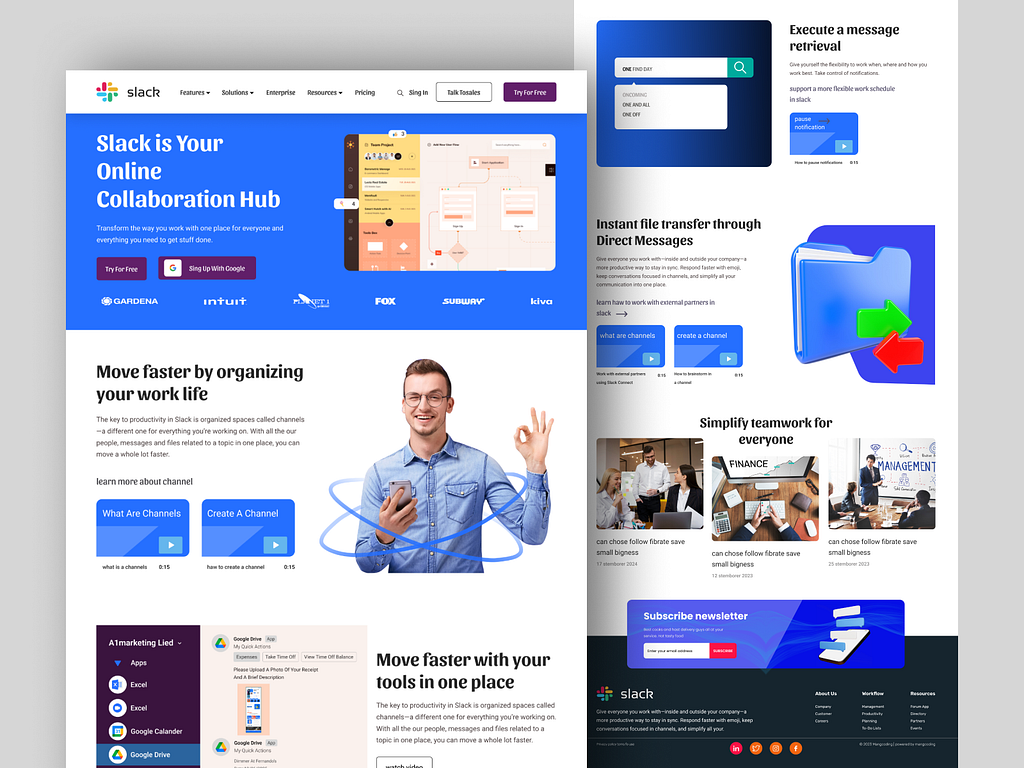 slack
Features
Solutions
Enterprise
Resources
Pricing
Sing In
Talk Tosales
Try For Free
Slack is Your
Online
Collaboration Hub
Transform the way you work with one place for everyone and
everything you need to get stuff done.
Try For Free
Sing Up With Google
3
4
Team Project
Add Your Own Flow
Start Application
Sign Up
Sign In
GARDENA
INTUIT
FOX
SUBWAY
kiva
Move faster by organizing
your work life
The key to productivity in Slack is organized spaces called channels
—a different one for everything you're working on. With all the our
people, messages and files related to a topic in one place, you can
move a whole lot faster.
learn more about channel
What Are Channels
what is a channels
0:15
Create A Channel
haw to create a channel
0:15
A1marketing Lied
Apps
Excel
Excel
Google Calander
Google Drive
Google Drive
App
My Quick Actions
Expenses
Take Time Off
View Time Off Balance
Please Upload A Photo Of Your Receipt
And A Brief Description
Google Drive
App
My Quick Actions
Dinner At Fernando's
Move faster with your
tools in one place
The key to productivity in Slack is organized spaces called
channels—a different one for everything you're working on.
With all the our people, messages and files related to a
topic in one place, you can move a whole lot faster.
watch video
ONE FIND DAY
ONCOMING
ONE AND ALL
ONE OFF
Execute a message
retrieval
Give yourself the flexibility to work when, where and how you
work best. Take control of notifications.
support a more flexible work schedule
in slack
pause
notification
How to pause notifications
0:15
Instant file transfer through
Direct Messages
Give everyone you work with—inside and outside your company—a
more productive way to stay in sync. Respond faster with emoji,
keep conversations focused in channels, and simplify all your
communication into one place.
learn haw to work with external partners in
slack
what are channels
Work with external partners
using Slack Connect
0:15
create a channel
How to brainstorm in
a channel
0:15
Simplify teamwork for
everyone
FINANCE
MANAGEMENT
can chose follow fibrate save
small bigness
17 stemborer 2024
can chose follow fibrate save
small bigness
12 stemborer 2023
can chose follow fibrate save
small bigness
25 stemborer 2023
Subscribe newsletter
Enter your email address
SUBSCRIBE
slack
Give everyone you work with—inside and outside your company—a
more productive way to stay in sync. Respond faster with emoji, keep
conversations focused in channels, and simplify all your.
About Us
Company
Customer
Careers
Workflow
Management
Productivity
Planning
To-Do Lists
Resources
Forum App
Directory
Partners
Events